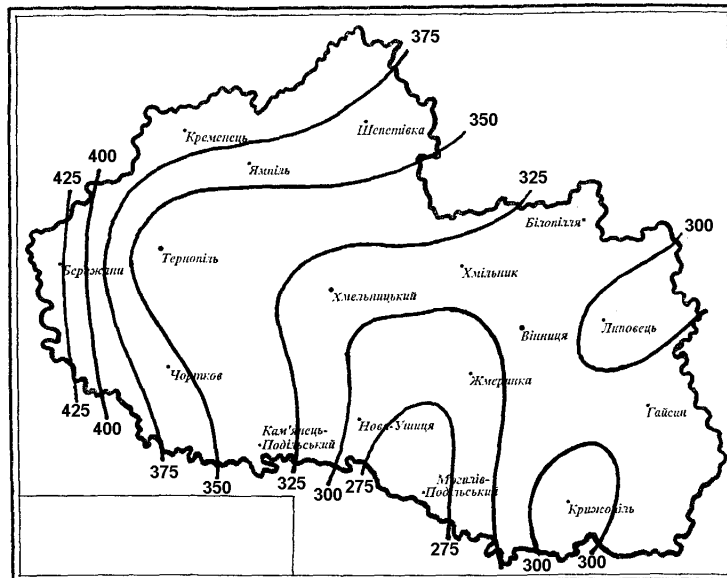 375
Шепетівка
Кременець
350
Ямпіль
400
425
325
Білопілля
300
Тернопіль
Бережани
Хмільник
Хмельницький
Липовець
Вінниця
Чортков
Жмеринка
425
400
Гайсин
Нова-Ушиця
Кам'янець-
Подільський
375
350
325
300
275
Могилів-
Подільський
Крижопіль
275
300
300